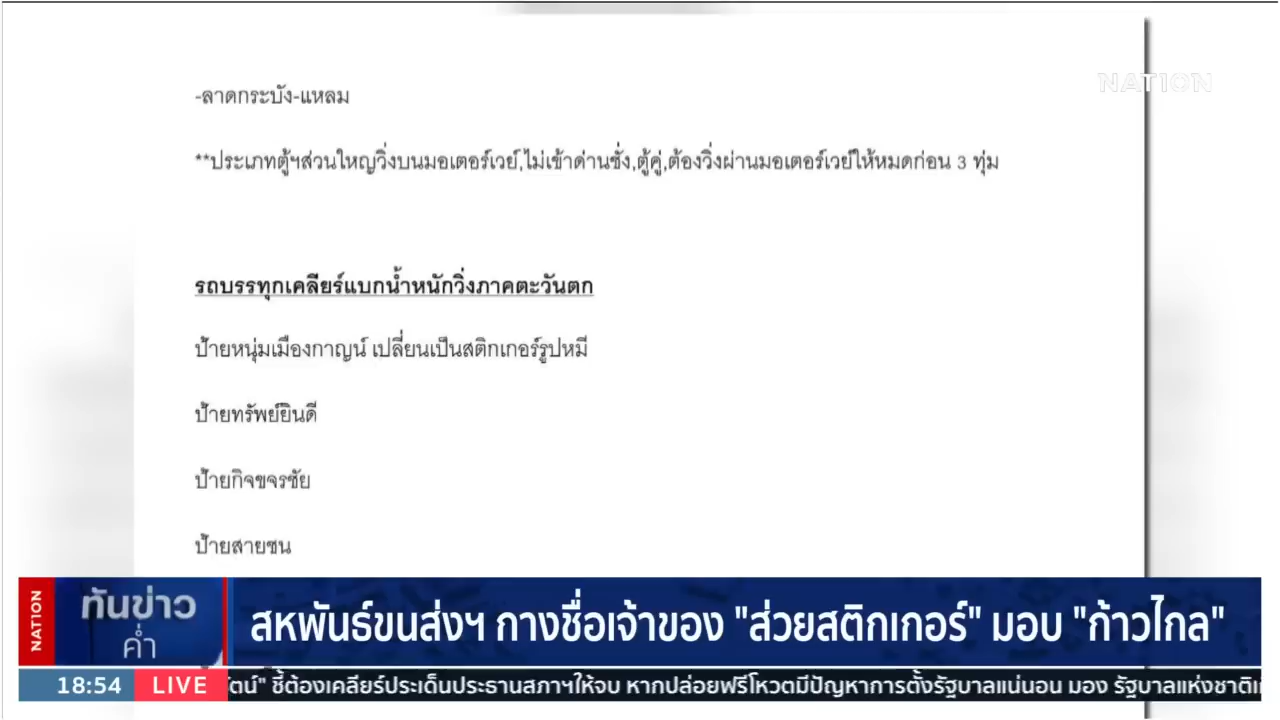 NATION
-ลาดกระบัง-แหลม
**ประเภทตู้ฯส่วนใหญ่วิ่งบนมอเตอร์เวย์,ไม่เข้าด่านชั่ง,ตู้คู่,ต้องวิ่งผ่านมอเตอร์เวย์ให้หมดก่อน 3 ทุ่ม
รถบรรทุกเคลียร์แบกน้ำหนักวิ่งภาคตะวันตก
ป้ายหนุ่มเมืองกาญน์ เปลี่ยนเป็นสติกเกอร์รูปหมี
ป้ายทรัพย์ยินดี
ป้ายกิจขจรชัย
ป้ายสายชน
NATION
ทันข่าว
ค่ำ
สหพันธ์ขนส่งฯ กางชื่อเจ้าของ "ส่วยสติกเกอร์" มอบ "ก้าวไกล"
18:54 LIVE
รัตน์" ชี้ต้องเคลียร์ประเด็นประธานสภาฯให้จบ หากปล่อยฟรีโหวตมีปัญหาการตั้งรัฐบาลแน่นอน มอง รัฐบาลแห่งชาติ